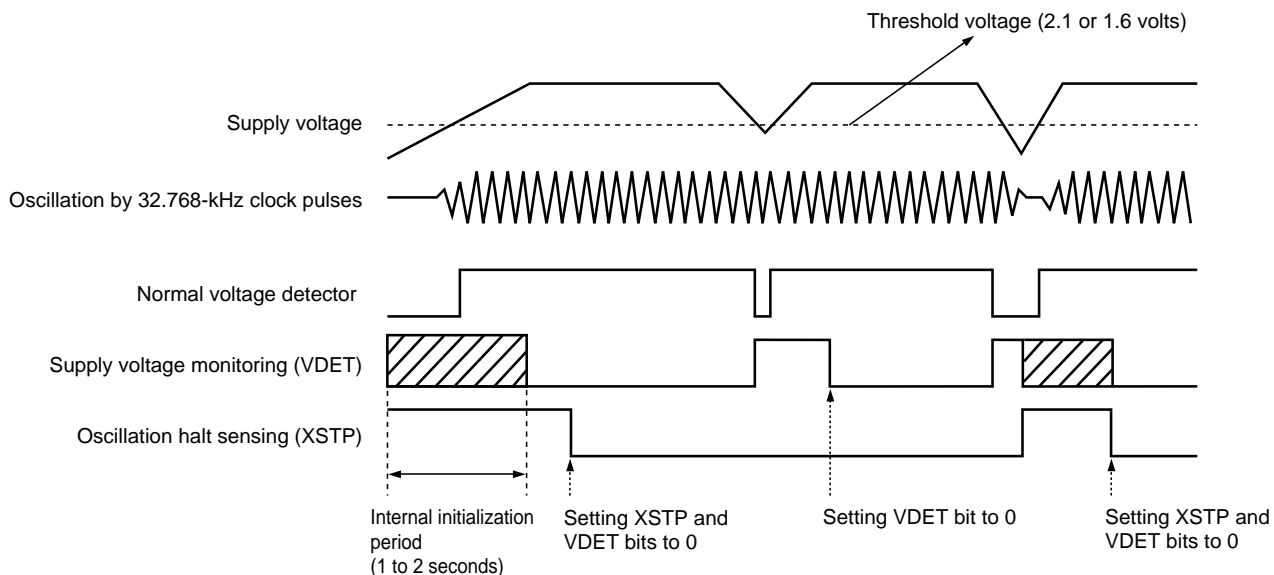 Threshold voltage (2.1 or 1.6 volts)
Supply voltage
Oscillation by 32.768-kHz clock pulses
Normal voltage detector
Supply voltage monitoring (VDET)
Oscillation halt sensing (XSTP)
Internal initialization
period
(1 to 2 seconds)
Setting XSTP and
VDET bits to 0
Setting VDET bit to 0
Setting XSTP and
VDET bits to 0